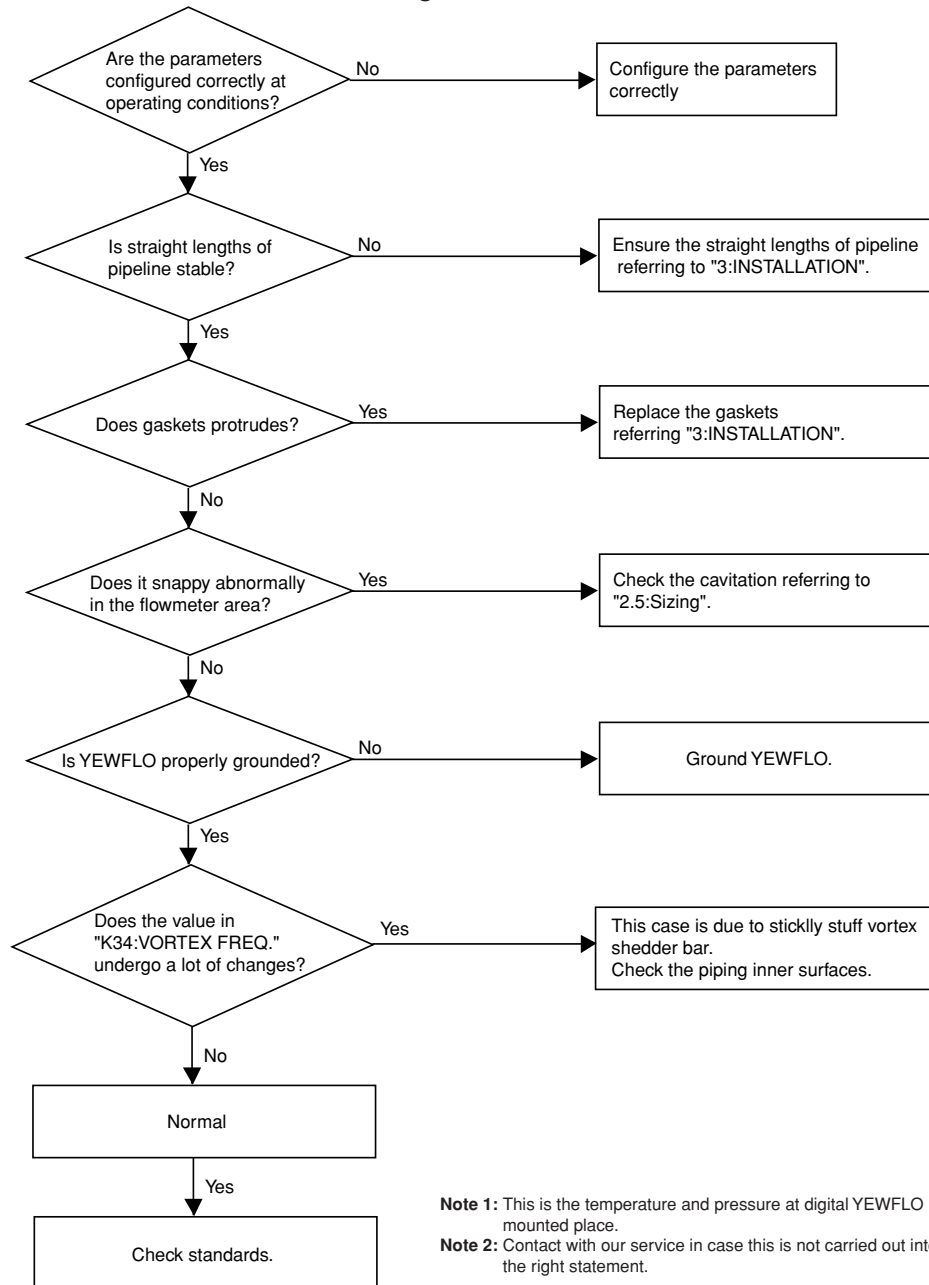 Are the parameters
configured correctly at
operating conditions?
No
Configure the parameters
correctly
Yes
Is straight lengths of
pipeline stable?
No
Ensure the straight lengths of pipeline
referring to "3:INSTALLATION".
Yes
Does gaskets protrudes?
Yes
Replace the gaskets
referring "3:INSTALLATION".
No
Does it snappy abnormally
in the flowmeter area?
Yes
Check the cavitation referring to
"2.5:Sizing".
No
Is YEWFLO properly grounded?
No
Ground YEWFLO.
Yes
Does the value in
"K34:VORTEX FREQ."
undergo a lot of changes?
Yes
This case is due to sticklly stuff vortex
shedder bar.
Check the piping inner surfaces.
No
Normal
Yes
Check standards.
Note 1: This is the temperature and pressure at digital YEWFLO
mounted place.
Note 2: Contact with our service in case this is not carried out
the right statement.